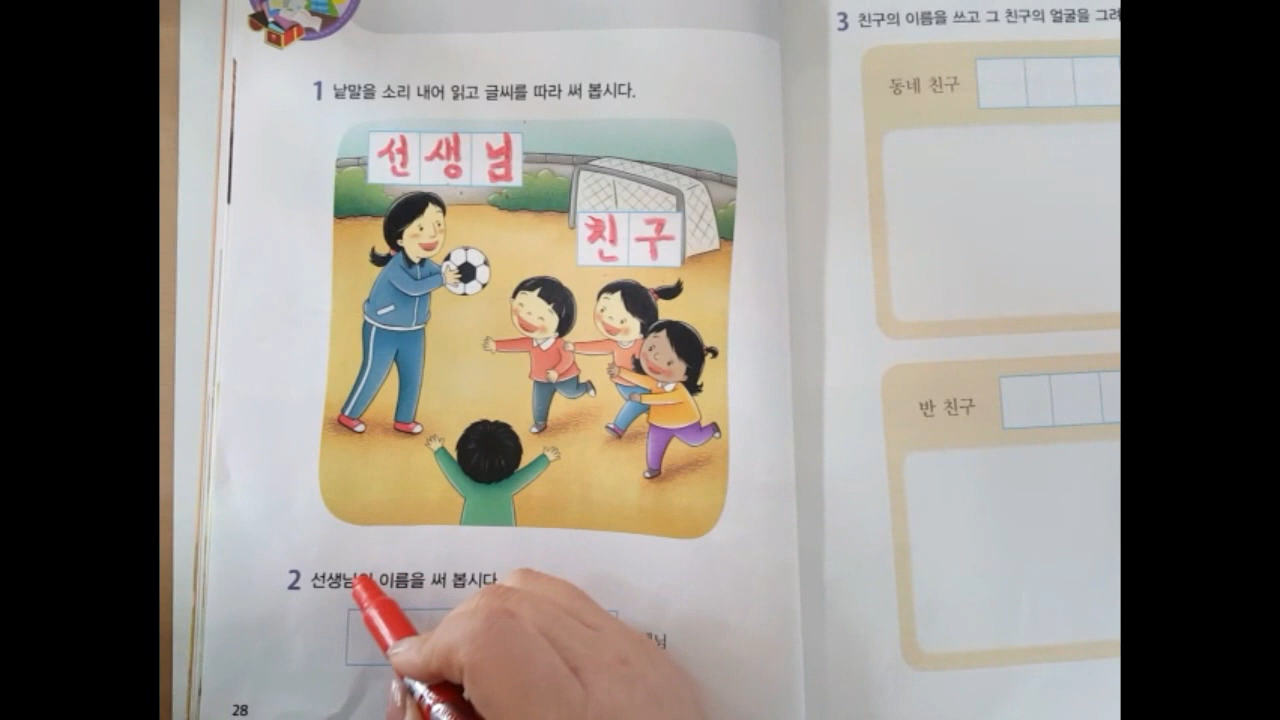 1 낱말을 소리 내어 읽고 글씨를 따라 써 봅시다.
선생님
친구
2 선생님의 이름을 써 봅시다
28
3 친구의 이름을 쓰고 그 친구의 얼굴을
동네 친구
반 친구